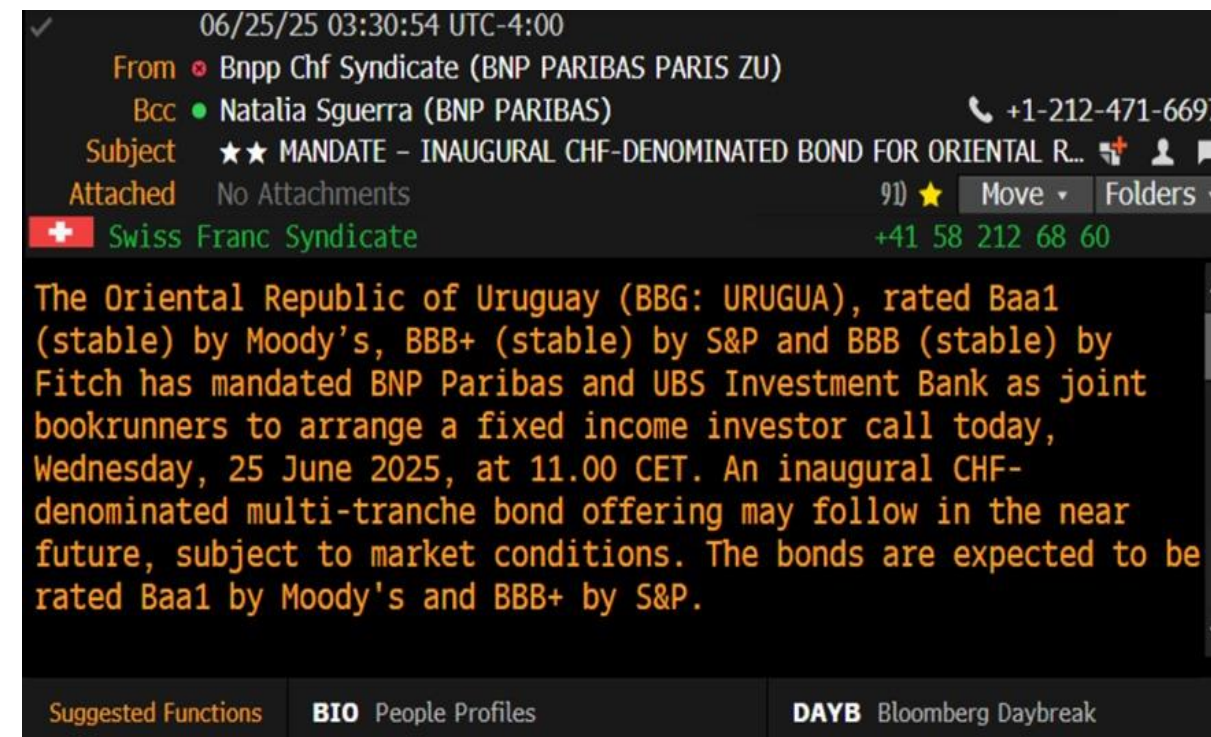 06/25/25 03:30:54 UTC-4:00
From Bnpp Chf Syndicate (BNP PARIBAS PARIS ZU)
Bcc Natalia Sguerra (BNP PARIBAS) +1-212-471-669
Subject ★★ MANDATE – INAUGURAL CHF-DENOMINATED BOND FOR ORIENTAL R…
Attached No Attachments 91) Move Folders
Swiss Franc Syndicate +41 58 212 68 60
The Oriental Republic of Uruguay (BBG: URUGUA), rated Baa1
(stable) by Moody’s, BBB+ (stable) by S&P and BBB (stable) by
Fitch has mandated BNP Paribas and UBS Investment Bank as joint
bookrunners to arrange a fixed income investor call today,
Wednesday, 25 June 2025, at 11.00 CET. An inaugural CHF-
denominated multi-tranche bond offering may follow in the near
future, subject to market conditions. The bonds are expected to be
rated Baa1 by Moody's and BBB+ by S&P.
Suggested Functions BIO People Profiles DAYB Bloomberg Daybreak